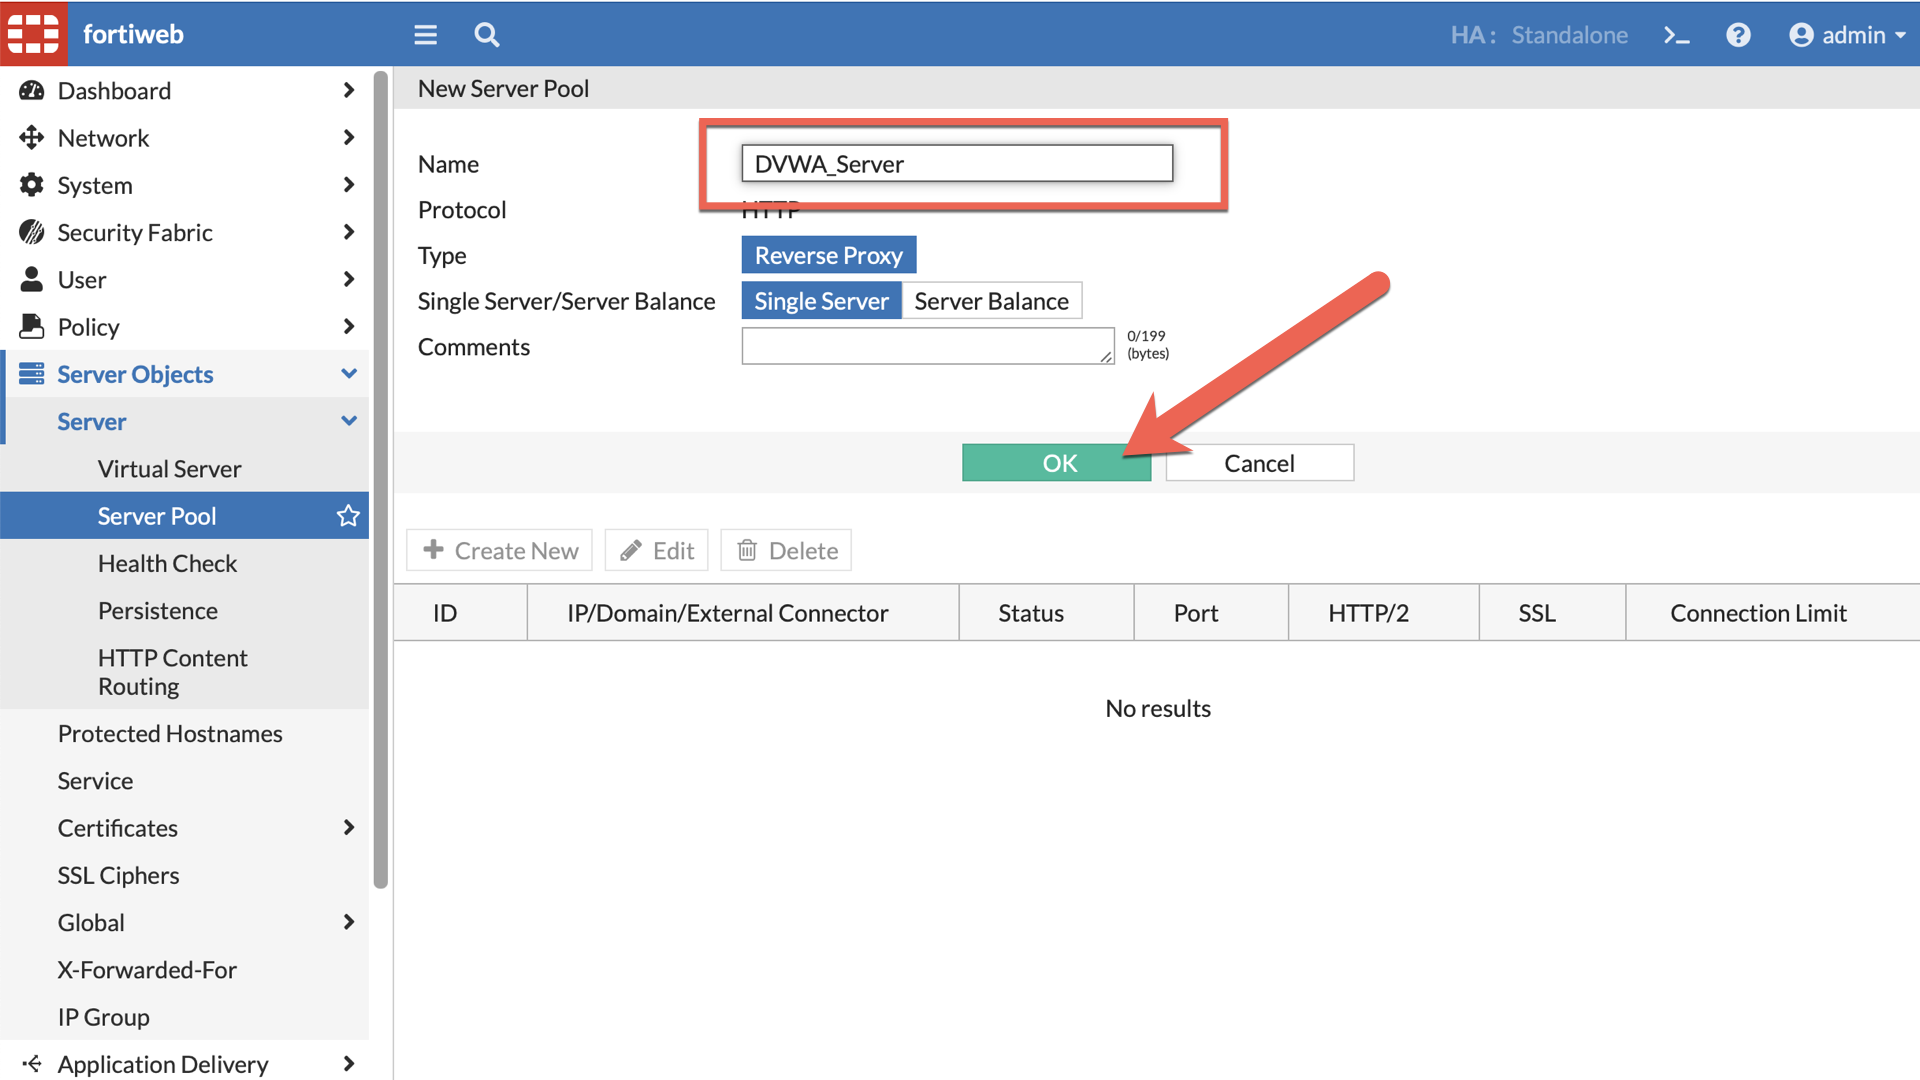 fortiweb
HA : Standalone
admin
Dashboard
Network
System
Security Fabric
User
Policy
Server Objects
Server
Virtual Server
Server Pool
Health Check
Persistence
HTTP Content
Routing
Protected Hostnames
Service
Certificates
SSL Ciphers
Global
X-Forwarded-For
IP Group
Application Delivery
New Server Pool
Name DVWA_Server
Protocol HTTP
Type Reverse Proxy
Single Server/Server Balance Single Server Server Balance
Comments 0/199
(bytes)
OK Cancel
Create New Edit Delete
ID IP/Domain/External Connector Status Port HTTP/2 SSL Connection Limit
No results